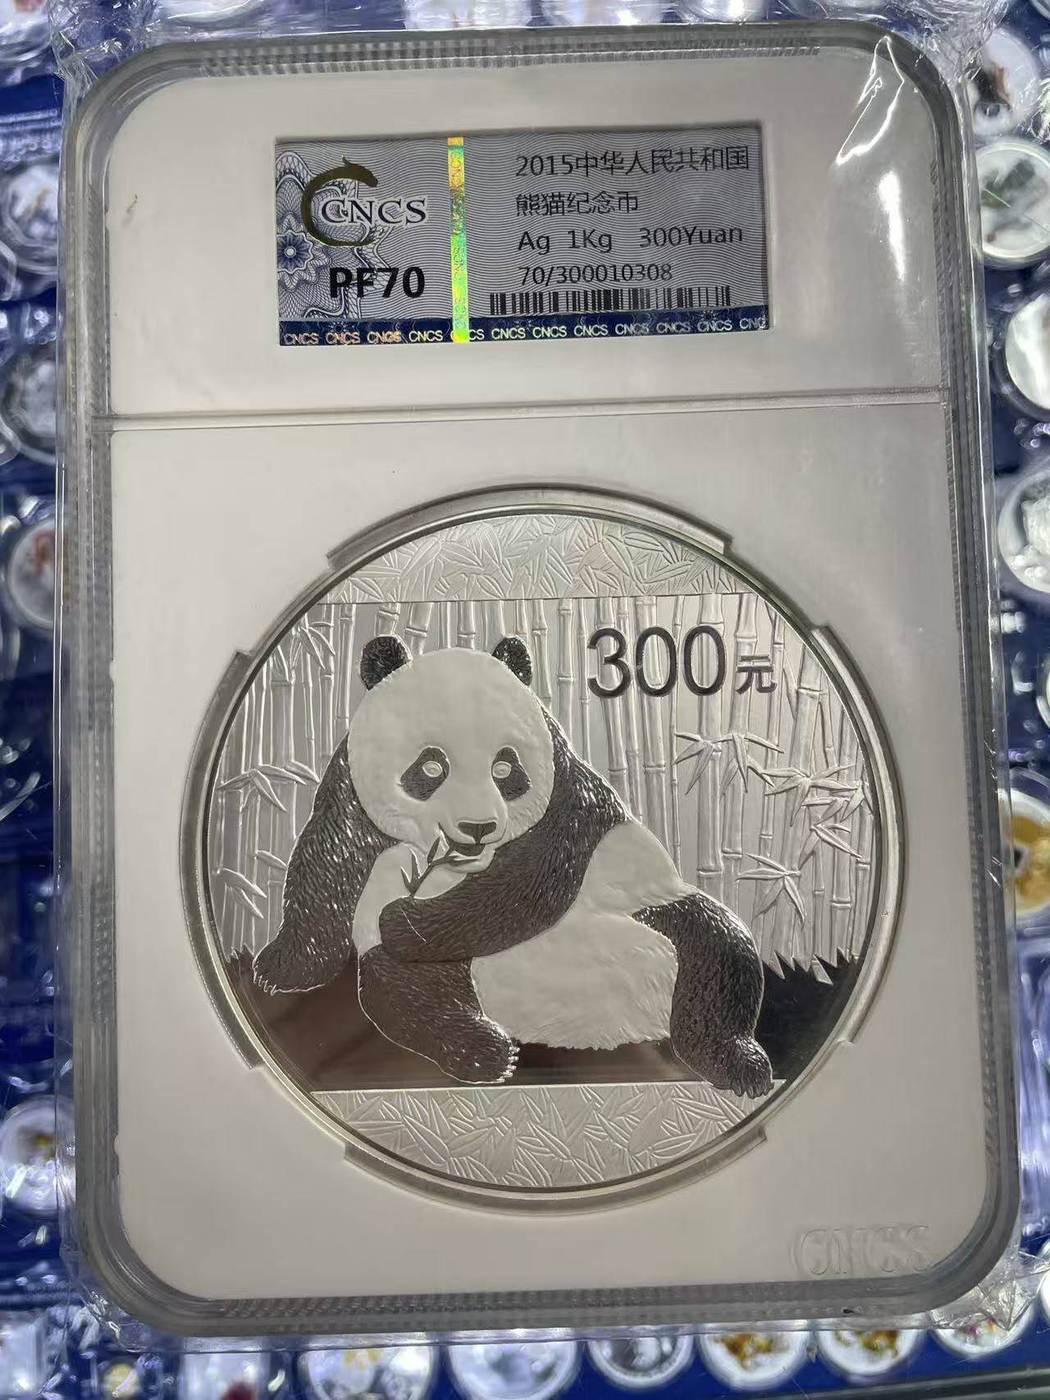 CNCS
PF70
2015中华人民共和国
熊猫纪念币
Ag 1Kg 300Yuan
70/300010308
CNCS CNCS CNCS CNCS CNCS CNCS CNCS CNCS CNCS CNCS CNCS CNC
300元
CNCS